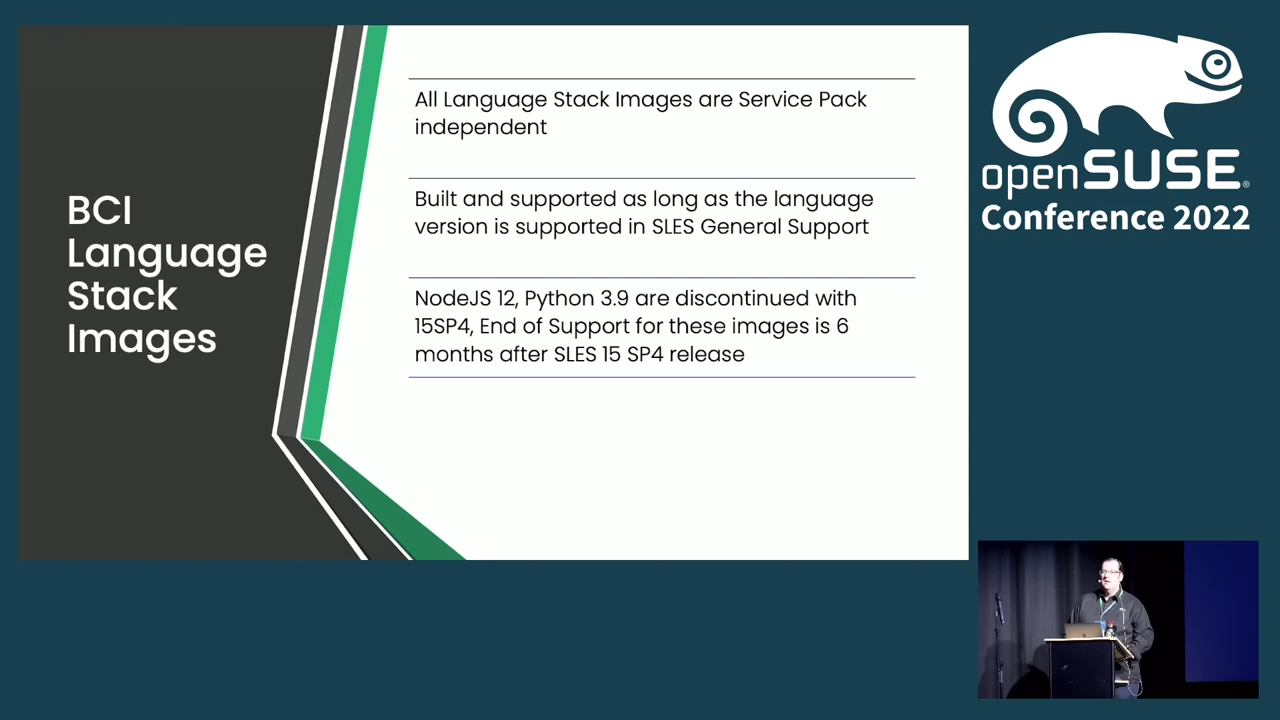 BCI
Language
Stack
Images
All Language Stack Images are Service Pack
independent
Built and supported as long as the language
version is supported in SLES General Support
NodeJS 12, Python 3.9 are discontinued with
15SP4, End of Support for these images is 6
months after SLES 15 SP4 release
openSUSE®
Conference 2022